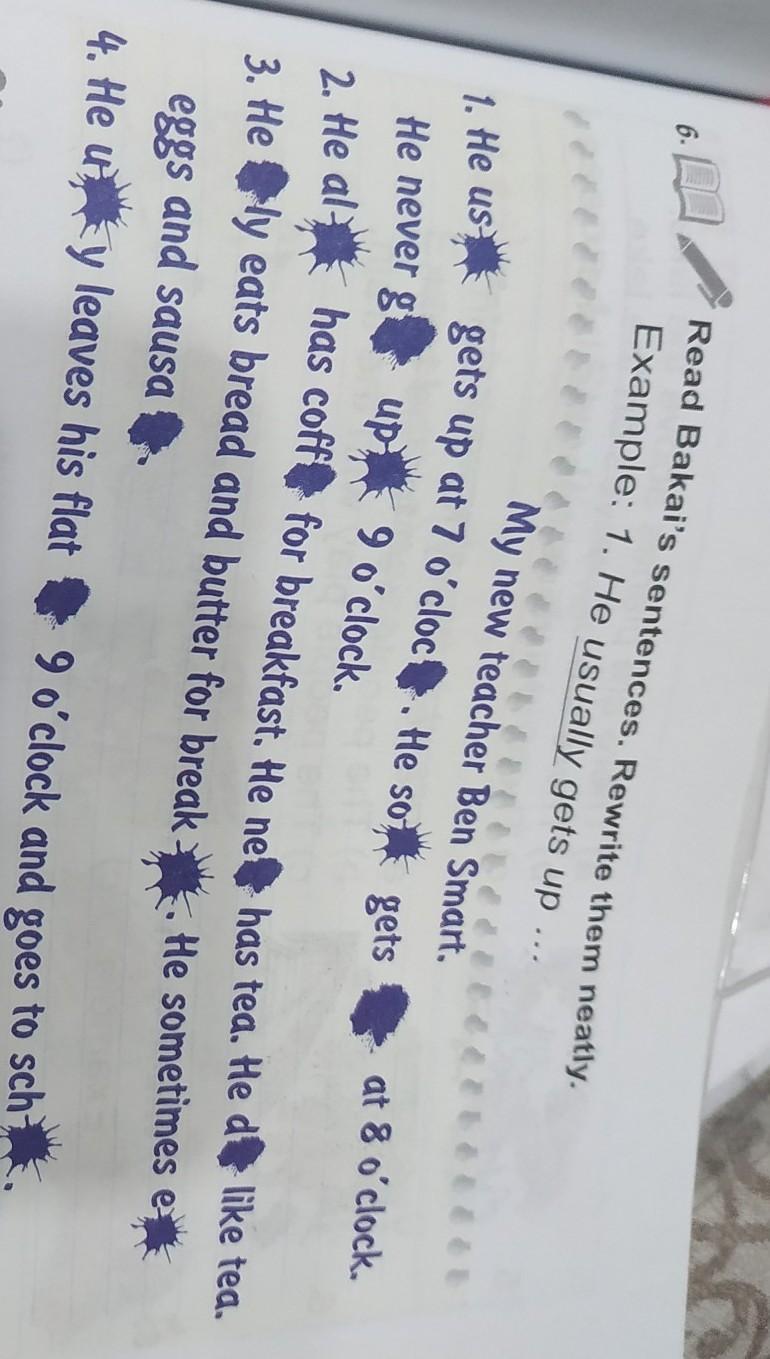 6. Read Bakai's sentences. Rewrite them neatly.
Example: 1. He usually gets up ...
My new teacher Ben Smart.
1. He us gets up at 7 o'cloc . He so gets at 8 o'clock.
He never g up 9 o'clock.
2. He al has coff for breakfast. He ne has tea. He d like tea.
3. He ly eats bread and butter for break . He sometimes e
eggs and sausa .
4. He u y leaves his flat 9 o'clock and goes to sch .